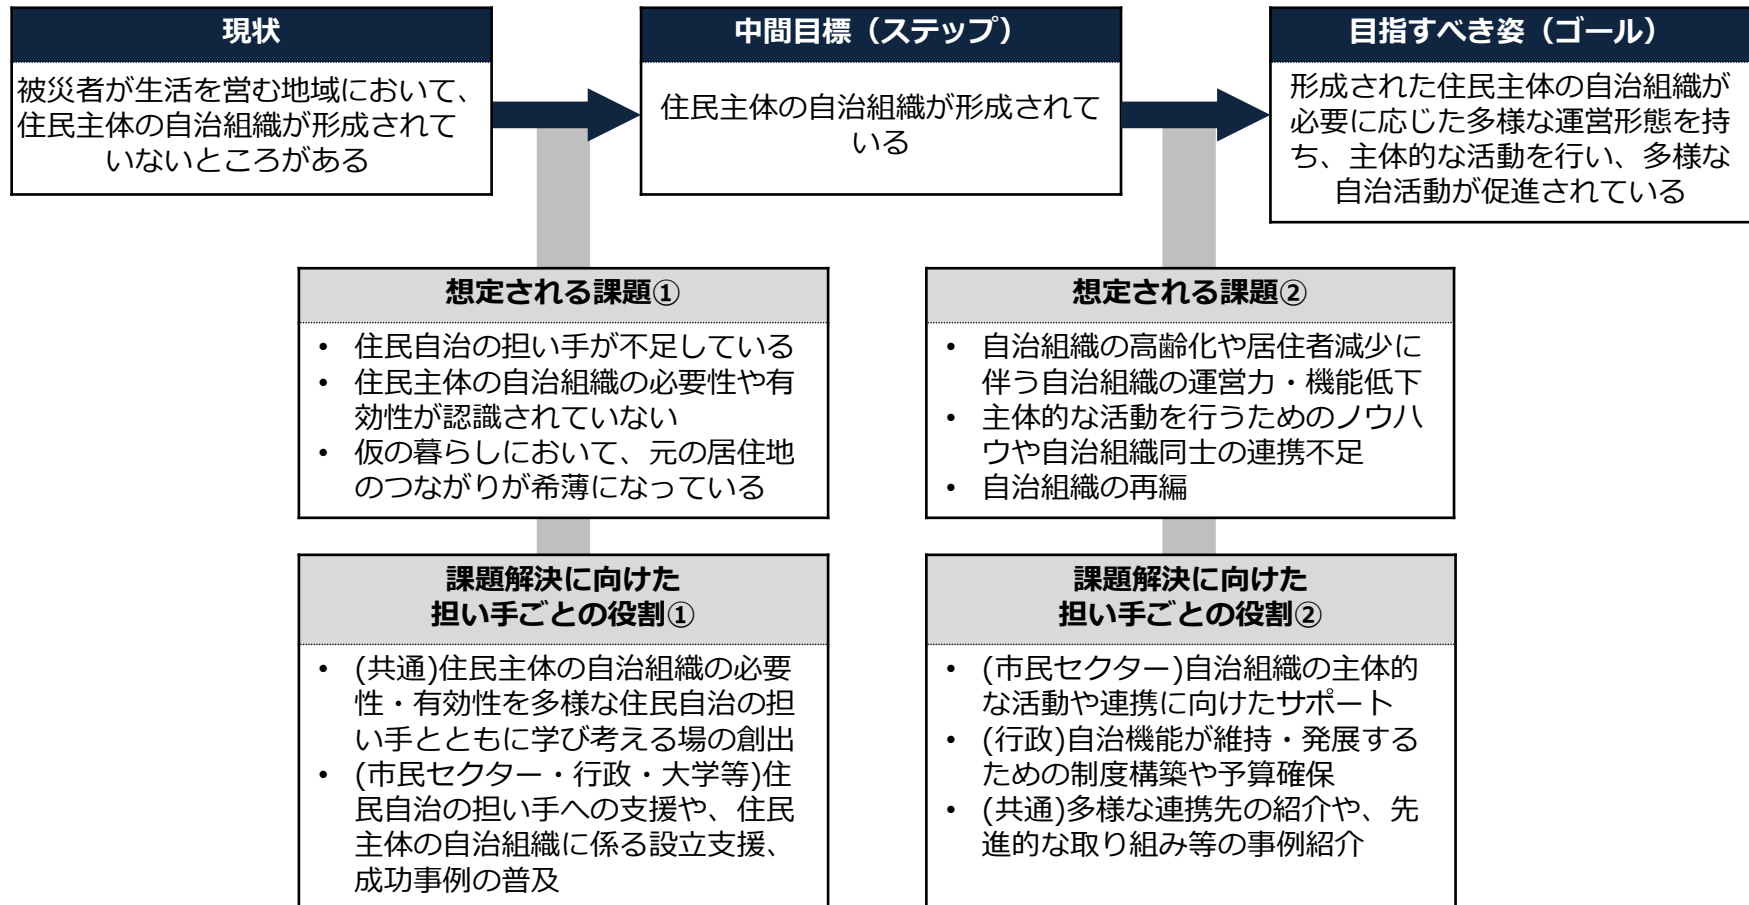 現状
被災者が生活を営む地域において、
住民主体の自治組織が形成されて
いないところがある
中間目標（ステップ）
住民主体の自治組織が形成されて
いる
目指すべき姿（ゴール）
形成された住民主体の自治組織が
必要に応じた多様な運営形態を持
ち、主体的な活動を行い、多様な
自治活動が促進されている
想定される課題①
• 住民自治の担い手が不足している
• 住民主体の自治組織の必要性や有
効性が認識されていない
• 仮の暮らしにおいて、元の居住地
のつながりが希薄になっている
想定される課題②
• 自治組織の高齢化や居住者減少に
伴う自治組織の運営力・機能低下
• 主体的な活動を行うためのノウハ
ウや自治組織同士の連携不足
• 自治組織の再編
課題解決に向けた
担い手ごとの役割①
• (共通)住民主体の自治組織の必要
性・有効性を多様な住民自治の担
い手とともに学び考える場の創出
• (市民セクター・行政・大学等)住
民自治の担い手への支援や、住民
主体の自治組織に係る設立支援、
成功事例の普及
課題解決に向けた
担い手ごとの役割②
• (市民セクター)自治組織の主体的
な活動や連携に向けたサポート
• (行政)自治機能が維持・発展する
ための制度構築や予算確保
• (共通)多様な連携先の紹介や、先
進的な取り組み等の事例紹介